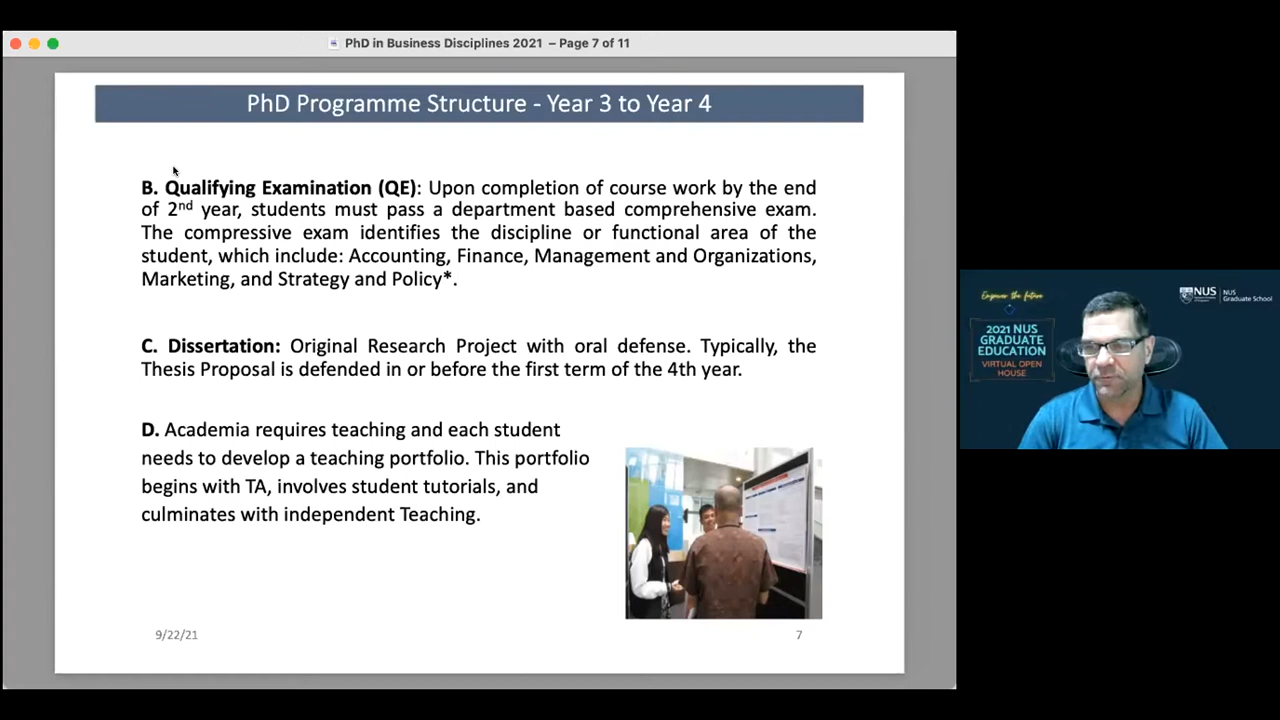 PhD in Business Disciplines 2021 – Page 7 of 11
PhD Programme Structure - Year 3 to Year 4
B. Qualifying Examination (QE): Upon completion of course work by the end
of 2nd year, students must pass a department based comprehensive exam.
The compressive exam identifies the discipline or functional area of the
student, which include: Accounting, Finance, Management and Organizations,
Marketing, and Strategy and Policy*.
C. Dissertation: Original Research Project with oral defense. Typically, the
Thesis Proposal is defended in or before the first term of the 4th year.
D. Academia requires teaching and each student
needs to develop a teaching portfolio. This portfolio
begins with TA, involves student tutorials, and
culminates with independent Teaching.
9/22/21
7
Empower the future
NUS
NUS
Graduate School
2021 NUS
GRADUATE
EDUCATION
VIRTUAL OPEN
HOUSE